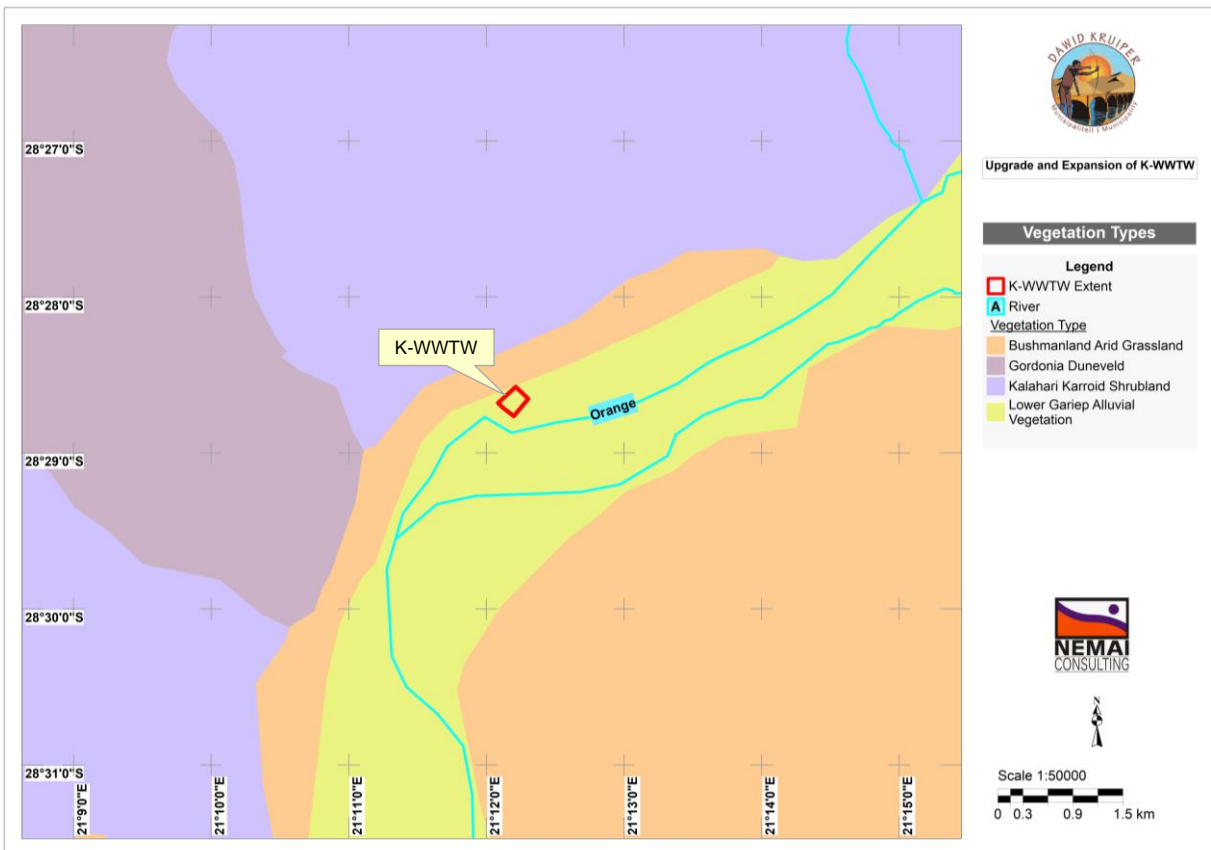 28°27'0"S
28°28'0"S
28°29'0"S
28°30'0"S
28°31'0"S
21°9'0"E
21°10'0"E
21°11'0"E
21°12'0"E
21°13'0"E
21°14'0"E
21°15'0"E
K-WWTW
Orange
DAWID KRUIPER
Munisipaliteit | Municipality
Upgrade and Expansion of K-WWTW
Vegetation Types
Legend
K-WWTW Extent
A River
Vegetation Type
Bushmanland Arid Grassland
Gordonia Duneveld
Kalahari Karroid Shrubland
Lower Gariep Alluvial
Vegetation
NEMAI
CONSULTING
N
Scale 1:50000
0 0.3 0.9 1.5 km